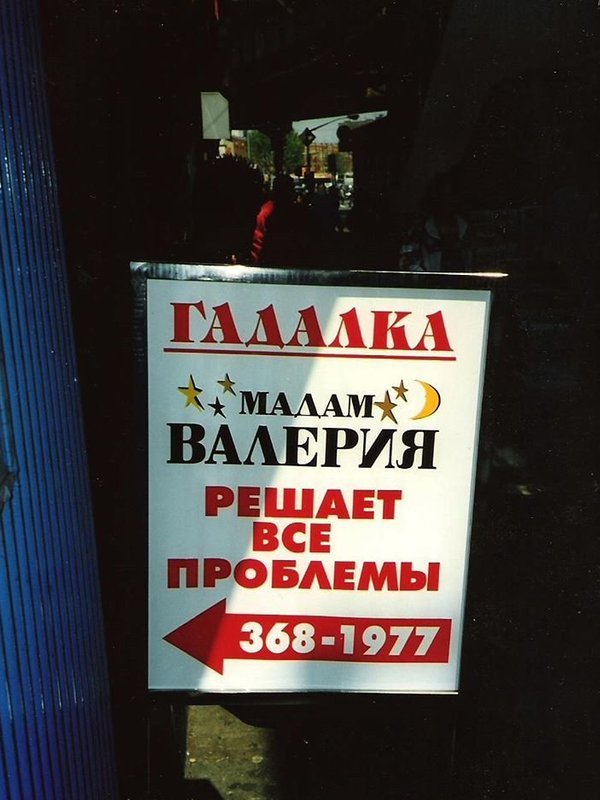 ГАДАЛКА
МАДАМ
ВАЛЕРИЯ
РЕШАЕТ
ВСЕ
ПРОБЛЕМЫ
368-1977